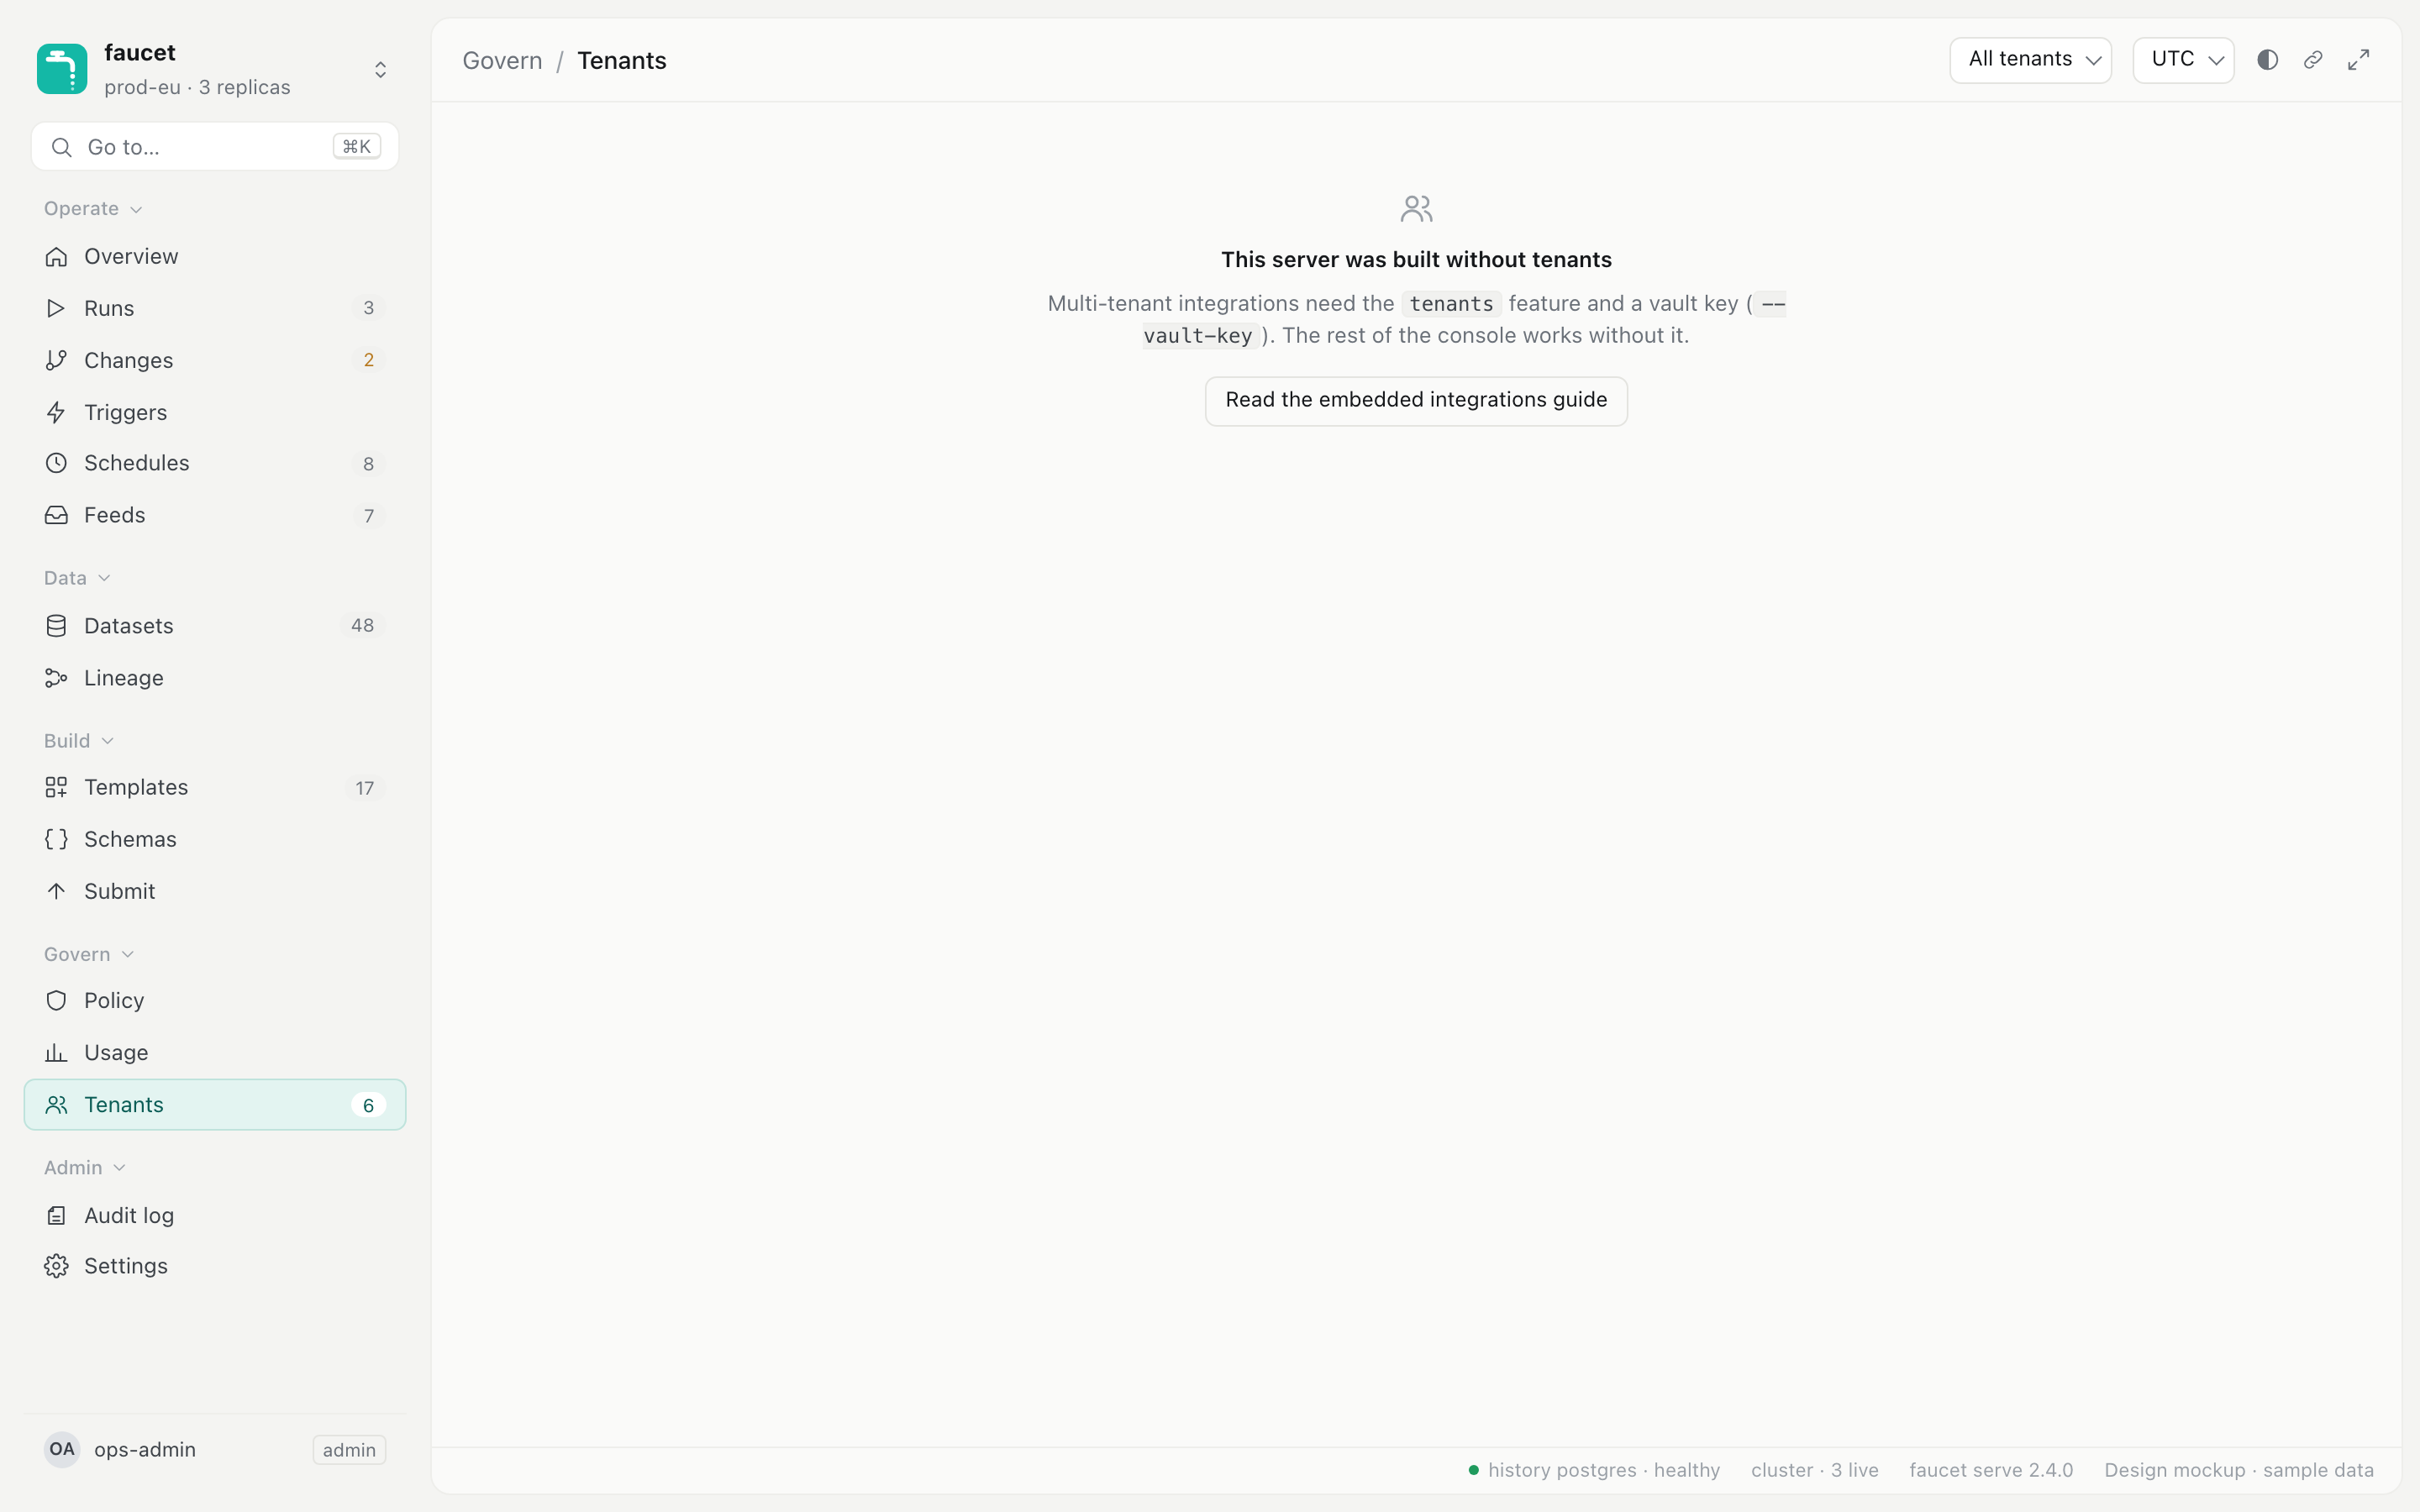 faucet
prod-eu · 3 replicas
Go to...
⌘K
Operate
Overview
Runs 3
Changes 2
Triggers
Schedules 8
Feeds 7
Data
Datasets 48
Lineage
Build
Templates 17
Schemas
Submit
Govern
Policy
Usage
Tenants 6
Admin
Audit log
Settings
OA ops-admin admin
Govern / Tenants
All tenants
UTC
This server was built without tenants
Multi-tenant integrations need the tenants feature and a vault key (--
vault-key). The rest of the console works without it.
Read the embedded integrations guide
history postgres · healthy cluster · 3 live faucet serve 2.4.0 Design mockup · sample data